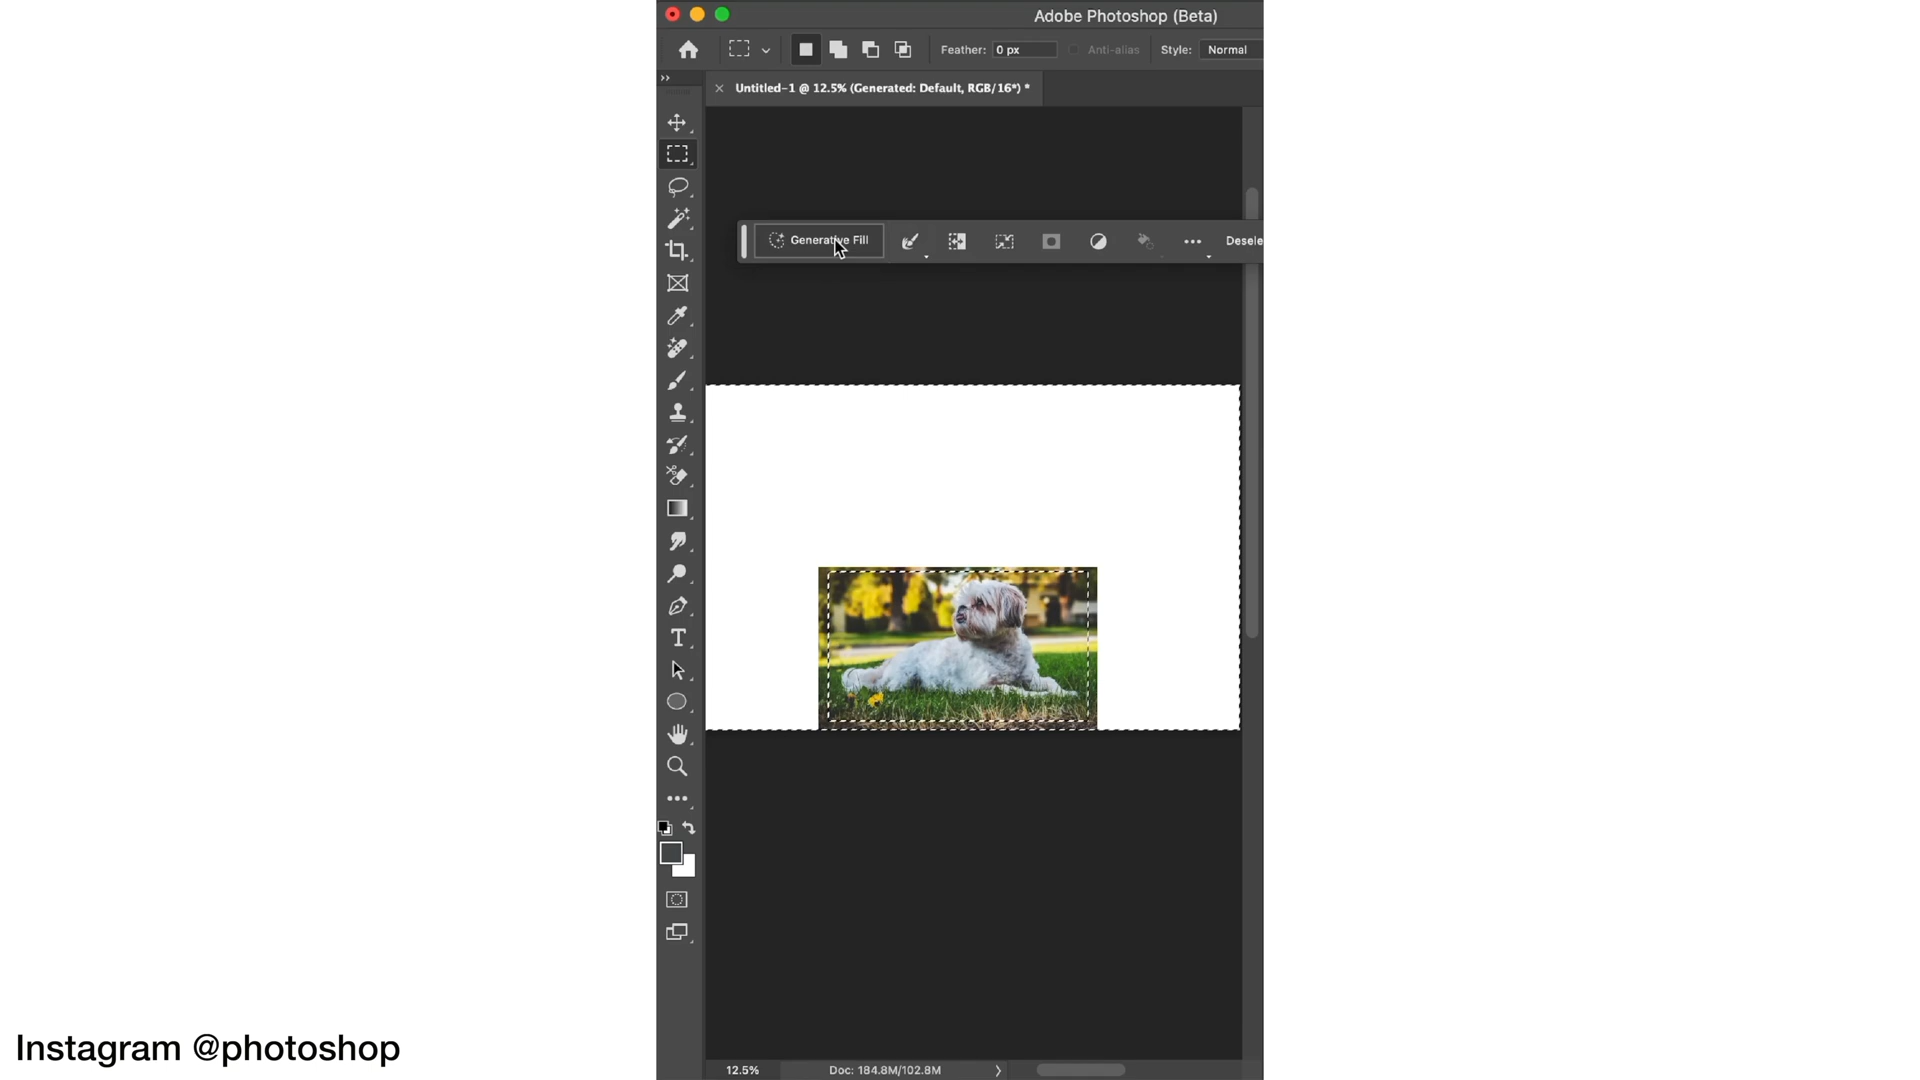 Adobe Photoshop (Beta)
Feather: 0 px Anti-alias Style: Normal
Untitled-1 @ 12.5% (Generated: Default, RGB/16*) *
Generative Fill Desele
12.5% Doc: 184.8M/102.8M
Instagram @photoshop